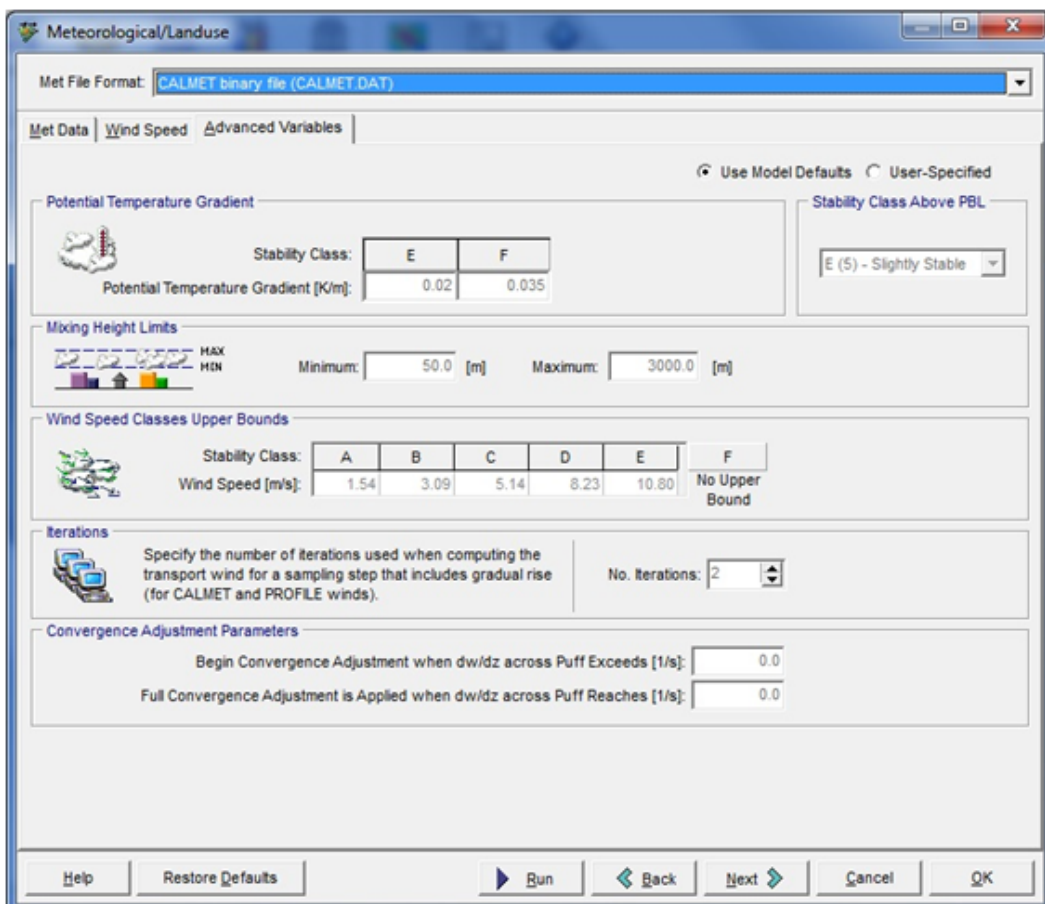 Meteorological/Landuse
Met File Format: CALMET binary file (CALMET.DAT)
Met Data Wind Speed Advanced Variables
Use Model Defaults User-Specified
Potential Temperature Gradient
Stability Class Above PBL
Stability Class: E F
Potential Temperature Gradient [K/m]: 0.02 0.035
E (5) - Slightly Stable
Mixing Height Limits
MAX
MIN
Minimum: 50.0 [m] Maximum: 3000.0 [m]
Wind Speed Classes Upper Bounds
Stability Class: A B C D E F
Wind Speed [m/s]: 1.54 3.09 5.14 8.23 10.80 No Upper
Bound
Iterations
Specify the number of iterations used when computing the
transport wind for a sampling step that includes gradual rise
(for CALMET and PROFILE winds).
No. Iterations: 2
Convergence Adjustment Parameters
Begin Convergence Adjustment when dw/dz across Puff Exceeds [1/s]: 0.0
Full Convergence Adjustment is Applied when dw/dz across Puff Reaches [1/s]: 0.0
Help Restore Defaults Run Back Next Cancel OK